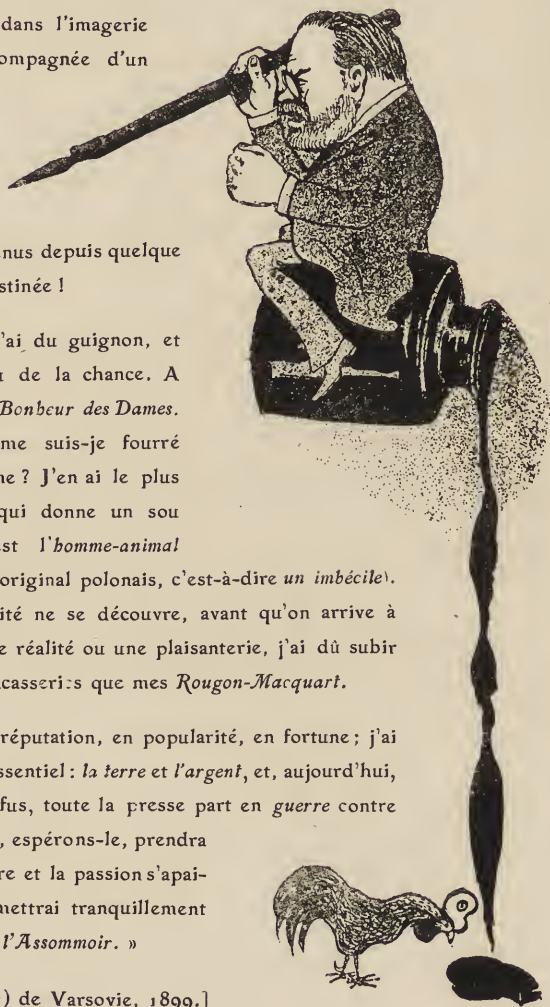 dans l'imagerie
ompagnée d'un
nus depuis quelque
stinée !
'ai du guignon, et
de la chance. A
Bonheur des Dames.
me suis-je fourré
ne ? J'en ai le plus
qui donne un sou
st l'homme-animal
original polonais, c'est-à-dire un imbécile).
ité ne se découvre, avant qu'on arrive à
e réalité ou une plaisanterie, j'ai dû subir
casseries que mes Rougon-Macquart.
réputation, en popularité, en fortune ; j'ai
ssentiel : la terre et l'argent, et, aujourd'hui,
fus, toute la presse part en guerre contre
, espérons-le, prendra
re et la passion s'apai-
mettrai tranquillement
l'Assommoir. »
) de Varsovie, 1899.]